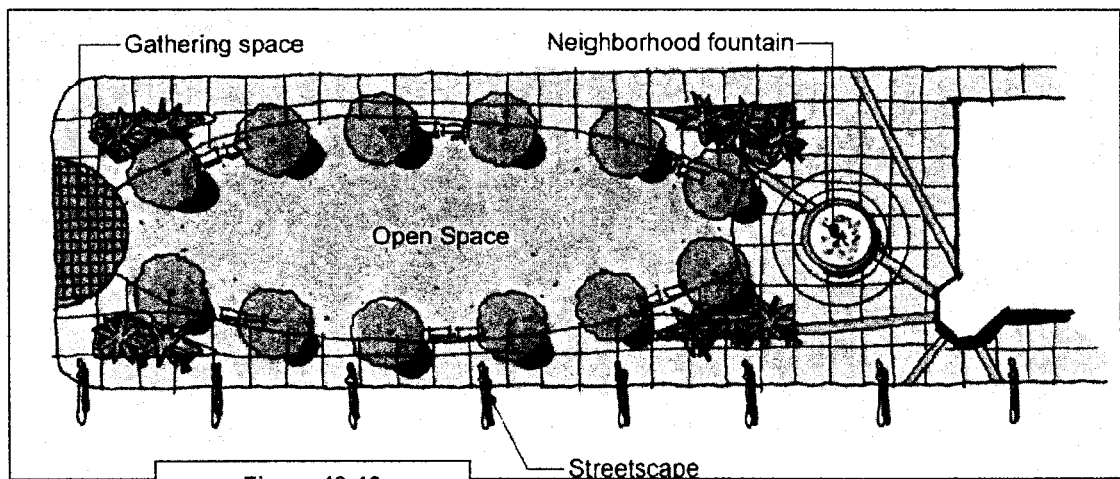 Gathering space
Neighborhood fountain
Open Space
Streetscape